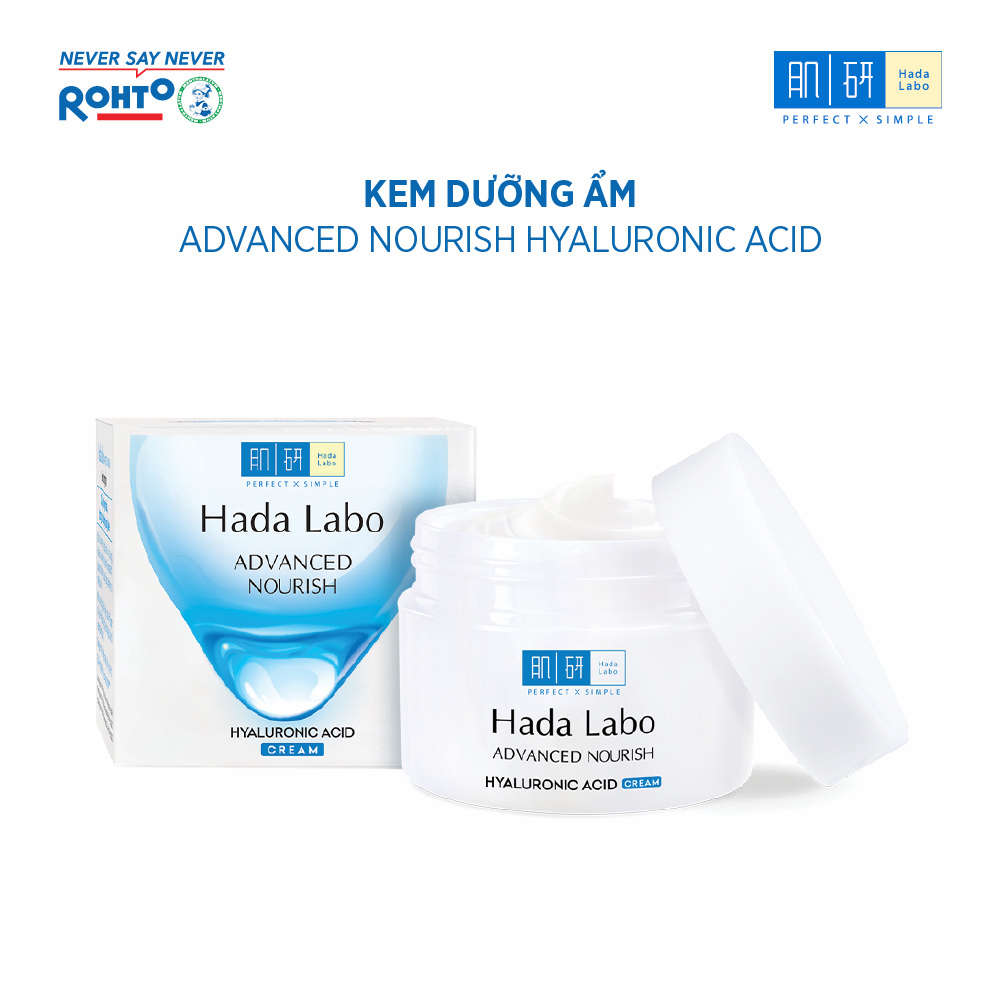 NEVER SAY NEVER
ROHTO
肌研 Hada Labo
PERFECT X SIMPLE
KEM DƯỠNG ẨM
ADVANCED NOURISH HYALURONIC ACID
肌研 Hada Labo
PERFECT X SIMPLE
Hada Labo
ADVANCED
NOURISH
HYALURONIC ACID
CREAM
肌研 Hada Labo
PERFECT X SIMPLE
Hada Labo
ADVANCED NOURISH
HYALURONIC ACID CREAM